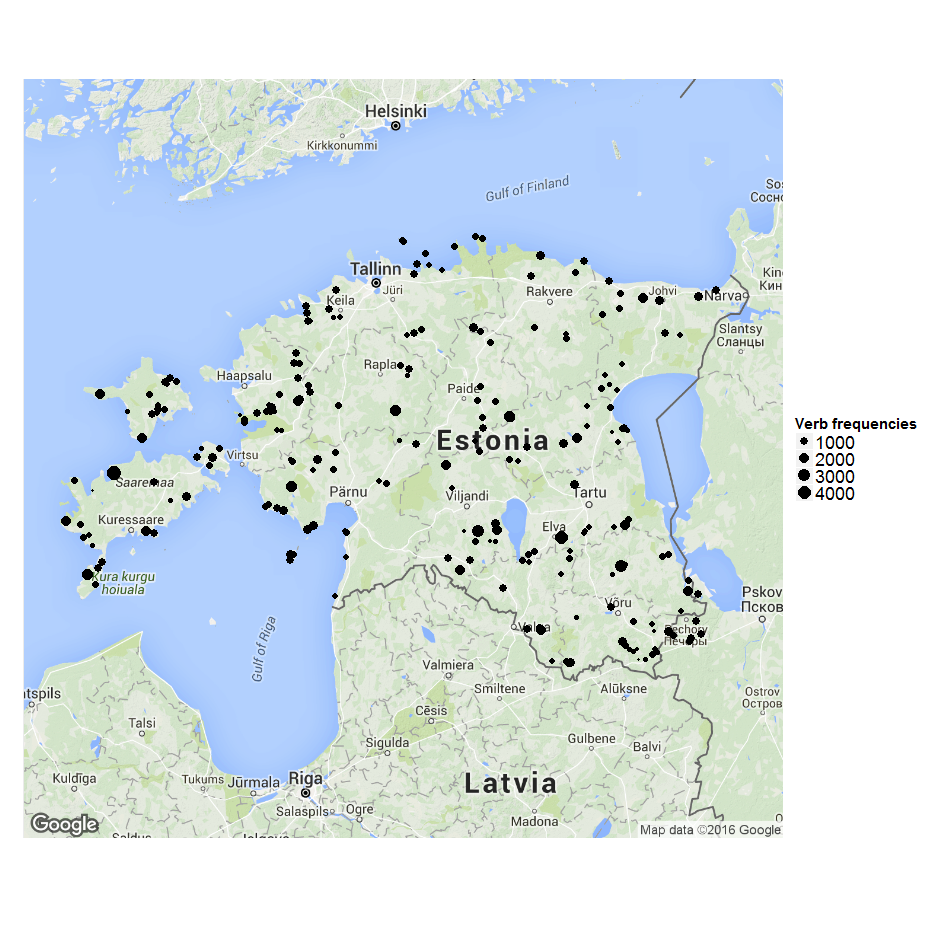 Helsinki
Kirkkonummi
Gulf of Finland
Sos
Сосно
Tallinn
Jüri
Keila
Rakvere
Johvi
Narva
Kin
Кин
Slantsy
Сланцы
Rapla
Haapsalu
Paide
Virtsu
Estonia
Saaremaa
Kuressaare
Pärnu
Viljandi
Tartu
Elva
Kura kurgu
hoiuala
Võru
Pskov
Псков
Valga
Pechory
Печоры
Gulf of Riga
Valmiera
Smiltene
Alūksne
Ostrov
Остров
ntspils
Talsi
Cēsis
Gulbene
Balvi
Sigulda
Kuldīga
Tukums
Jūrmala
Riga
Latvia
Salaspils
Ogre
Madona
Saldus
Jelgava
Google
Map data ©2016 Google
Verb frequencies
1000
2000
3000
4000